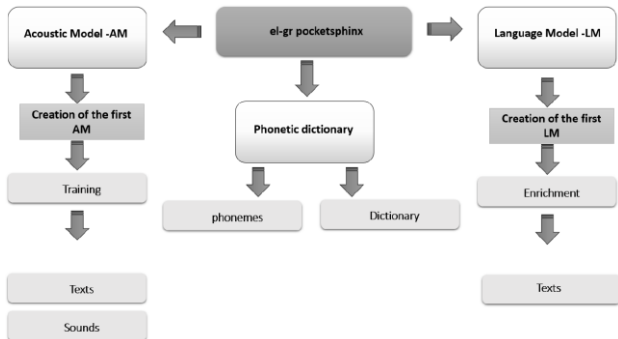 Acoustic Model -AM
el-gr pocketsphinx
Language Model -LM
Creation of the first
AM
Phonetic dictionary
Creation of the first
LM
Training
phonemes
Dictionary
Enrichment
Texts
Sounds
Texts